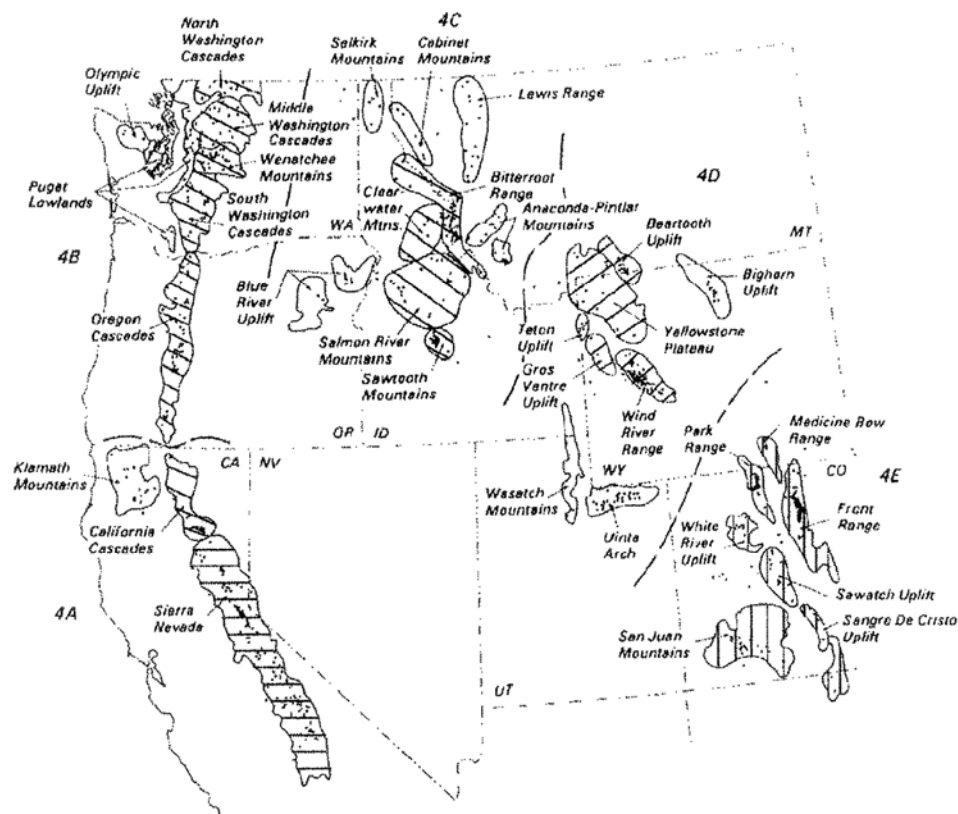 4C
North
Washington
Cascades
Selkirk
Mountains
Cabinet
Mountains
Olympic
Uplift
Lewis Range
Middle
Washington
Cascades
Wenatchee
Mountains
4D
Puget
Lowlands
South
Washington
Cascades
Clear
water
Mtns.
Bitterroot
Range
Anaconda-Pintlar
Mountains
WA
4B
Beartooth
Uplift
MT
Blue
River
Uplift
Bighorn
Uplift
Oregon
Cascades
Salmon River
Mountains
Sawtooth
Mountains
Teton
Uplift
Yellowstone
Plateau
Gros
Ventre
Uplift
Wind
River
Range
OR
ID
Medicine Bow
Range
Park
Range
CA
NV
WY
CO
4E
Klamath
Mountains
California
Cascades
Wasatch
Mountains
Uinta
Arch
White
River
Uplift
Front
Range
4A
Sierra
Nevada
Sawatch Uplift
Sangre De Cristo
Uplift
San Juan
Mountains
UT